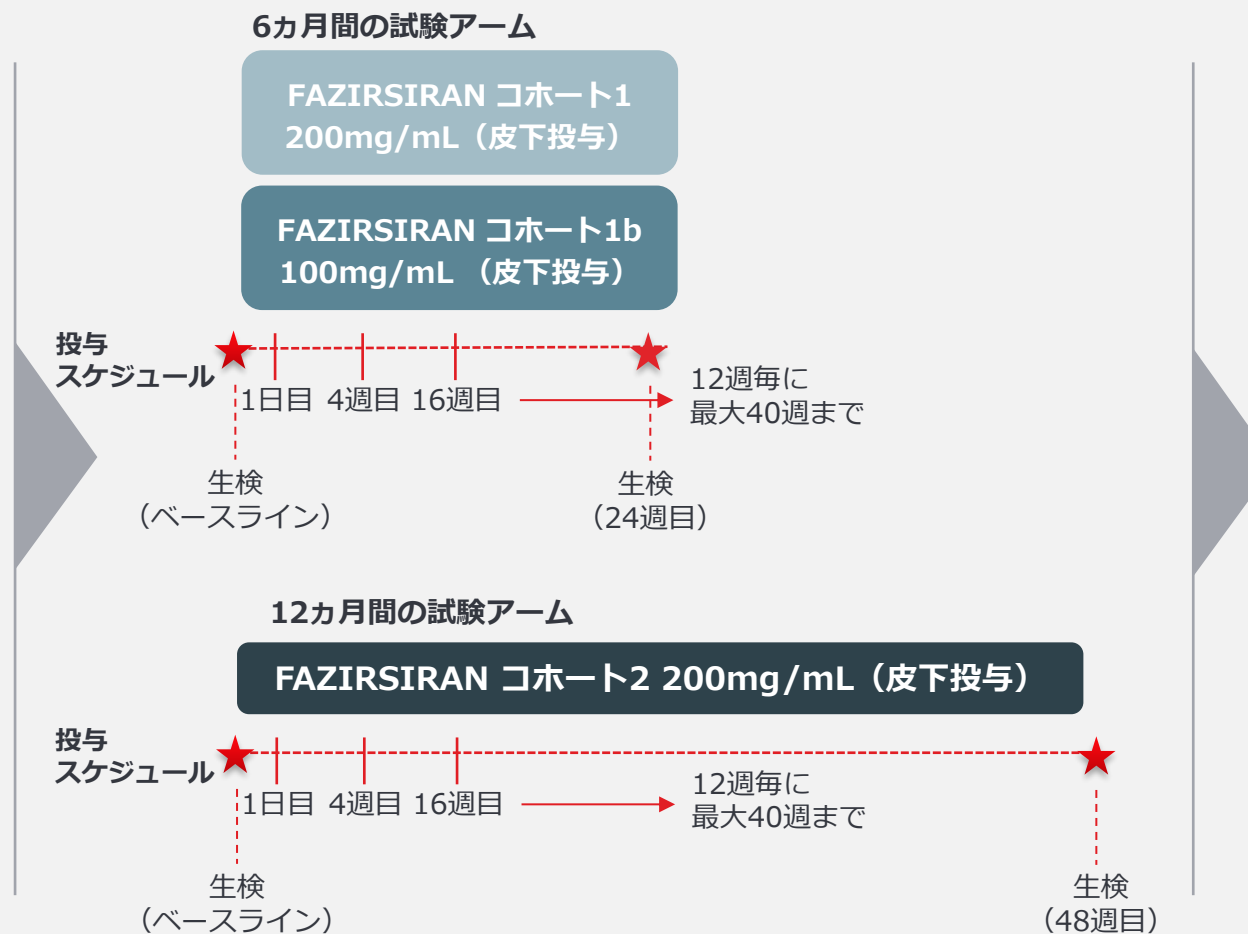 6ヵ月間の試験アーム
FAZIRSIRAN コホート1
200mg/mL（皮下投与）
FAZIRSIRAN コホート1b
100mg/mL （皮下投与）
投与
スケジュール
1日目 4週目 16週目
12週毎に
最大40週まで
生検
（ベースライン）
生検
（24週目）
12ヵ月間の試験アーム
FAZIRSIRAN コホート2 200mg/mL（皮下投与）
投与
スケジュール
1日目 4週目 16週目
12週毎に
最大40週まで
生検
（ベースライン）
生検
（48週目）